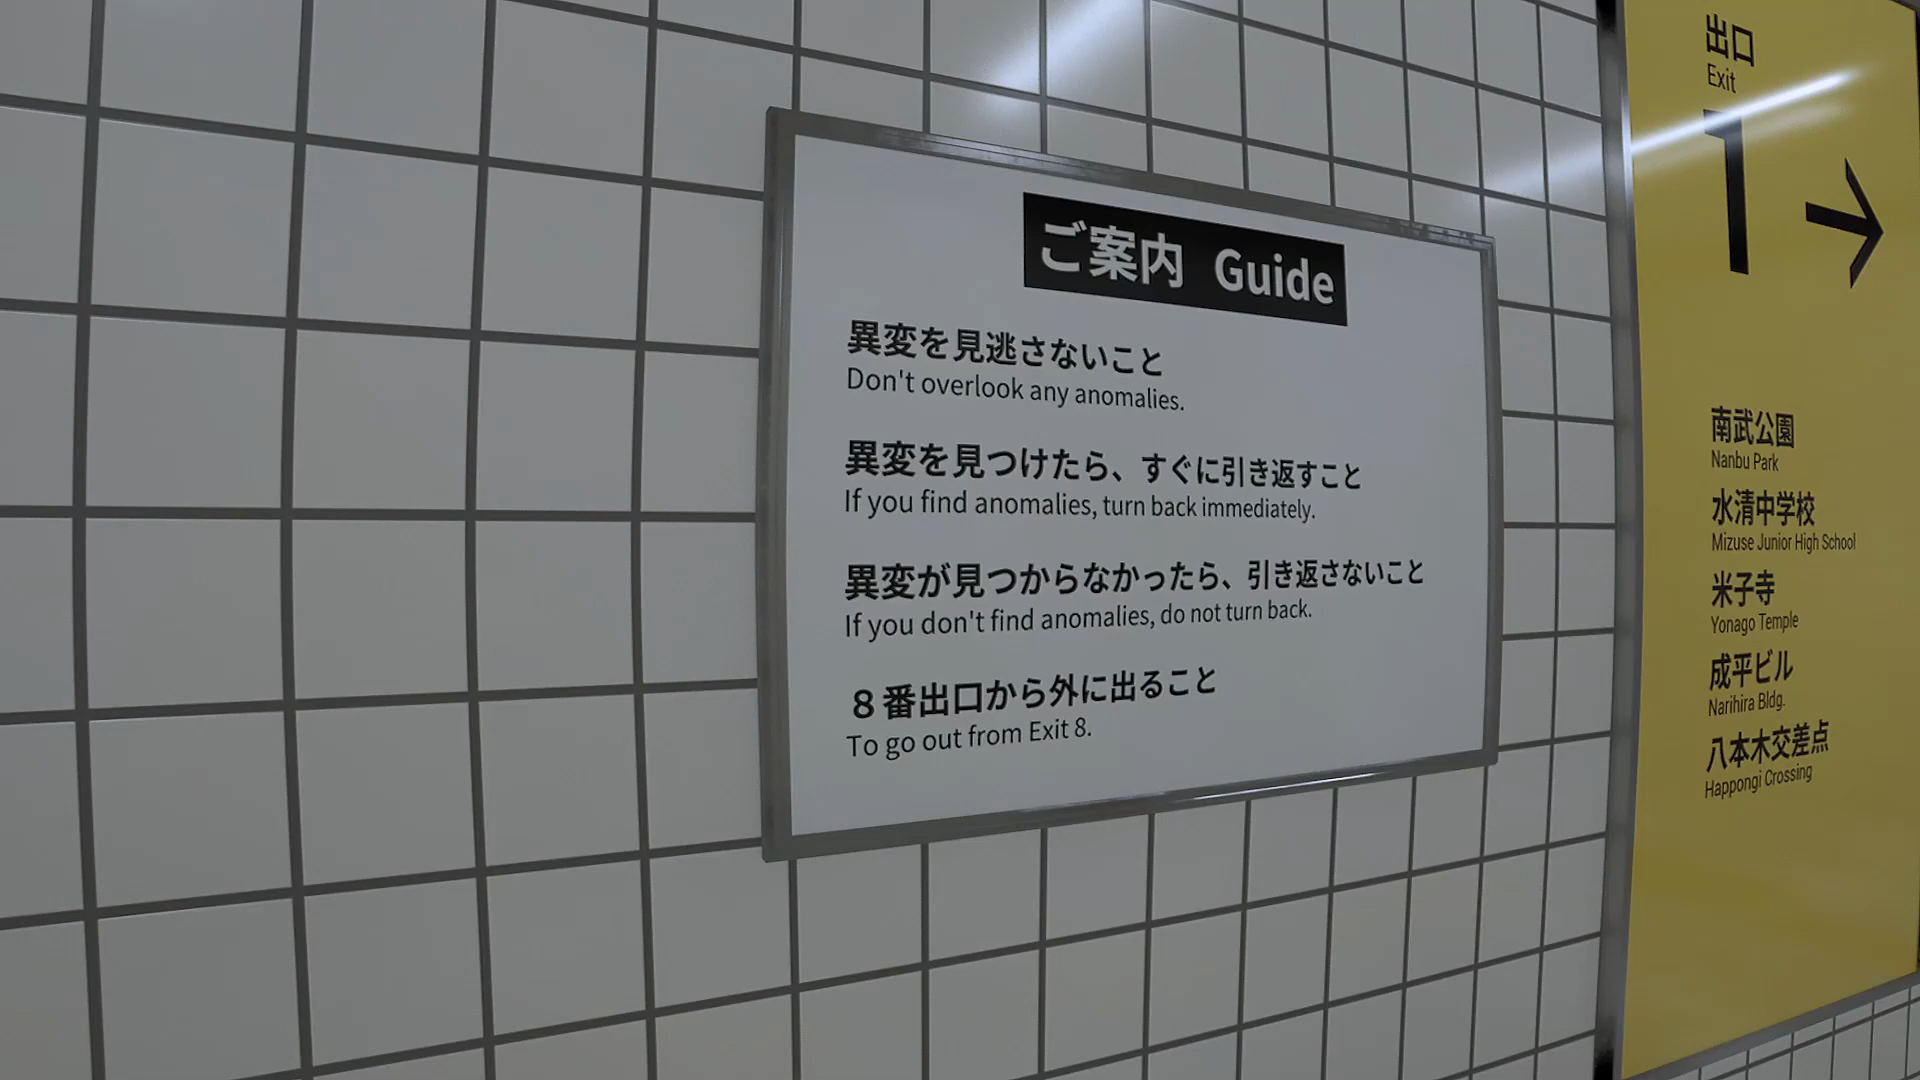 ご案内 Guide
異変を見逃さないこと
Don't overlook any anomalies.
異変を見つけたら、すぐに引き返すこと
If you find anomalies, turn back immediately.
異変が見つからなかったら、引き返さないこと
If you don't find anomalies, do not turn back.
８番出口から外に出ること
To go out from Exit 8.
出口
Exit
1
南武公園
Nanbu Park
水清中学校
Mizuse Junior High School
米子寺
Yonago Temple
成平ビル
Narihira Bldg.
八本木交差点
Happongi Crossing